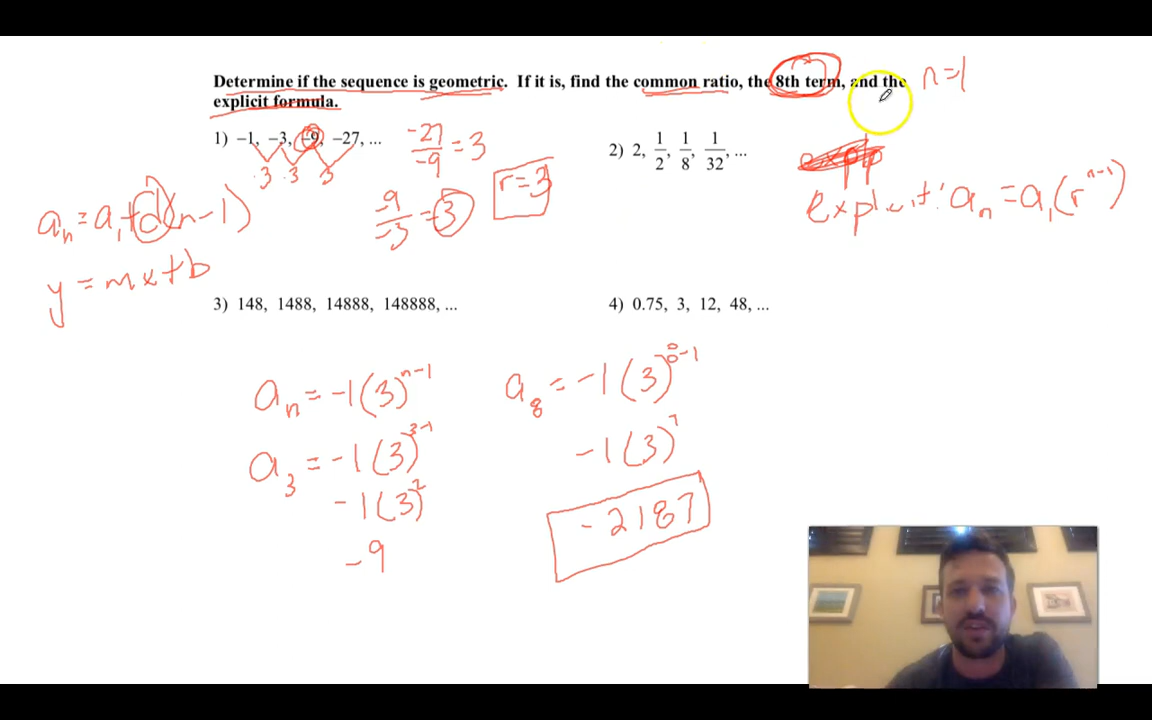 Determine if the sequence is geometric. If it is, find the common ratio, the 8th term, and the
explicit formula.
n=1
1) −1, −3, −9, −27, ...
·3 ·3 3
-27/-9 = 3
-9/-3 = 3
r=3
2) 2, 1/2, 1/8, 1/32, ...
explicit: aₙ = a₁(rⁿ⁻¹)
aₙ = a₁ + d(n-1)
y = mx+b
3) 148, 1488, 14888, 148888, ...
4) 0.75, 3, 12, 48, ...
aₙ = -1(3)ⁿ⁻¹
a₃ = -1(3)³⁻¹
-1(3)²
-9
a₈ = -1(3)⁸⁻¹
-1(3)⁷
-2187